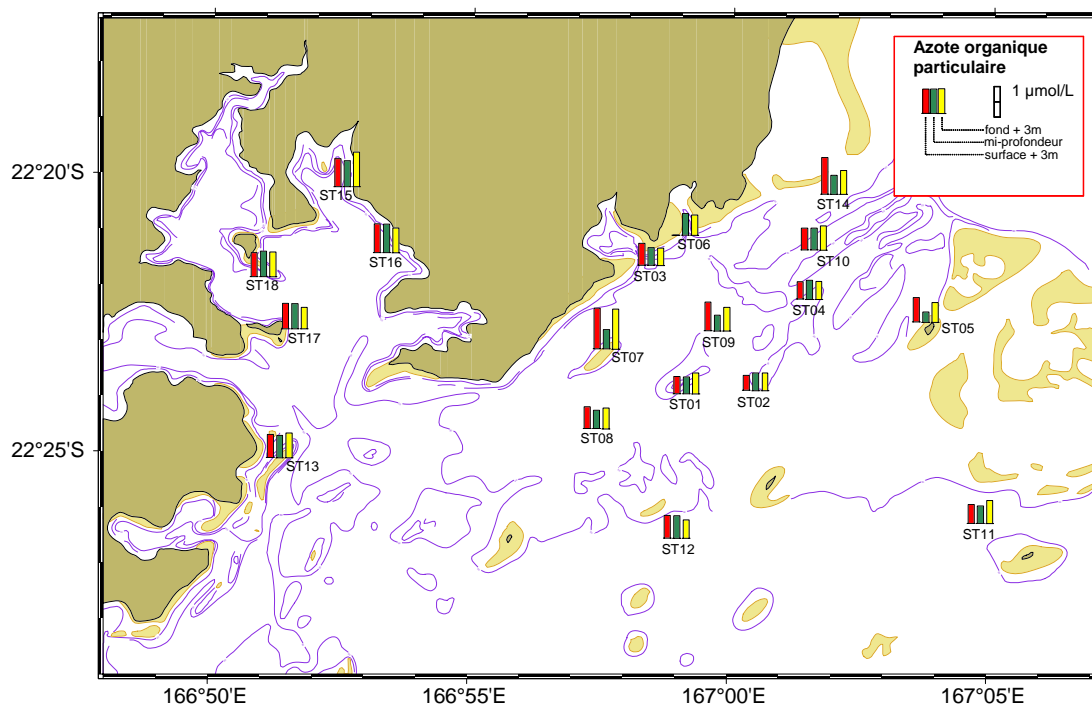 Azote organique
particulaire
1 µmol/L
fond + 3m
mi-profondeur
surface + 3m
22°20'S
22°25'S
ST15
ST14
ST16
ST06
ST10
ST03
ST18
ST04
ST17
ST09
ST05
ST07
ST01
ST02
ST08
ST13
ST12
ST11
166°50'E
166°55'E
167°00'E
167°05'E